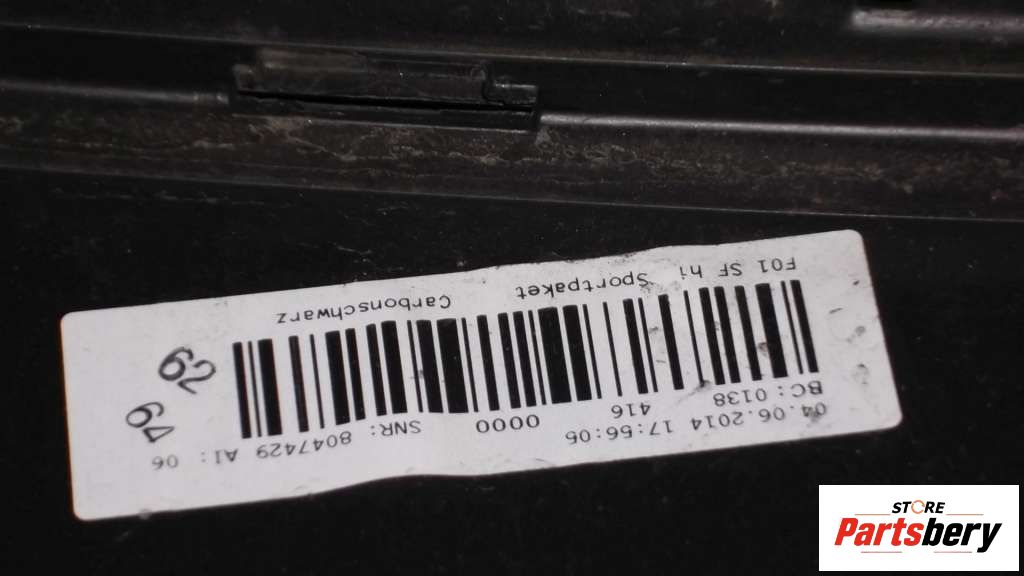 04.06.2014 17:56:05
BC: 0138 416 0000 SNR: 8047429 AI: 06
F01 SF hi Sportpaket Carbonschwarz
62
64
STORE
Partsbery